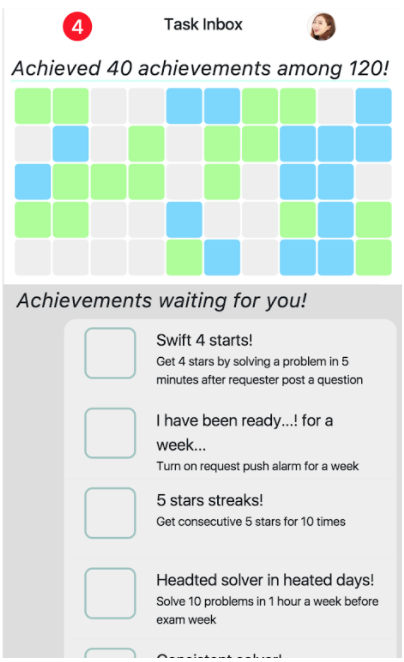 4
Task Inbox
Achieved 40 achievements among 120!
Achievements waiting for you!
Swift 4 starts!
Get 4 stars by solving a problem in 5
minutes after requester post a question
I have been ready...! for a
week...
Turn on request push alarm for a week
5 stars streaks!
Get consecutive 5 stars for 10 times
Headted solver in heated days!
Solve 10 problems in 1 hour a week before
exam week
Consistent solver!